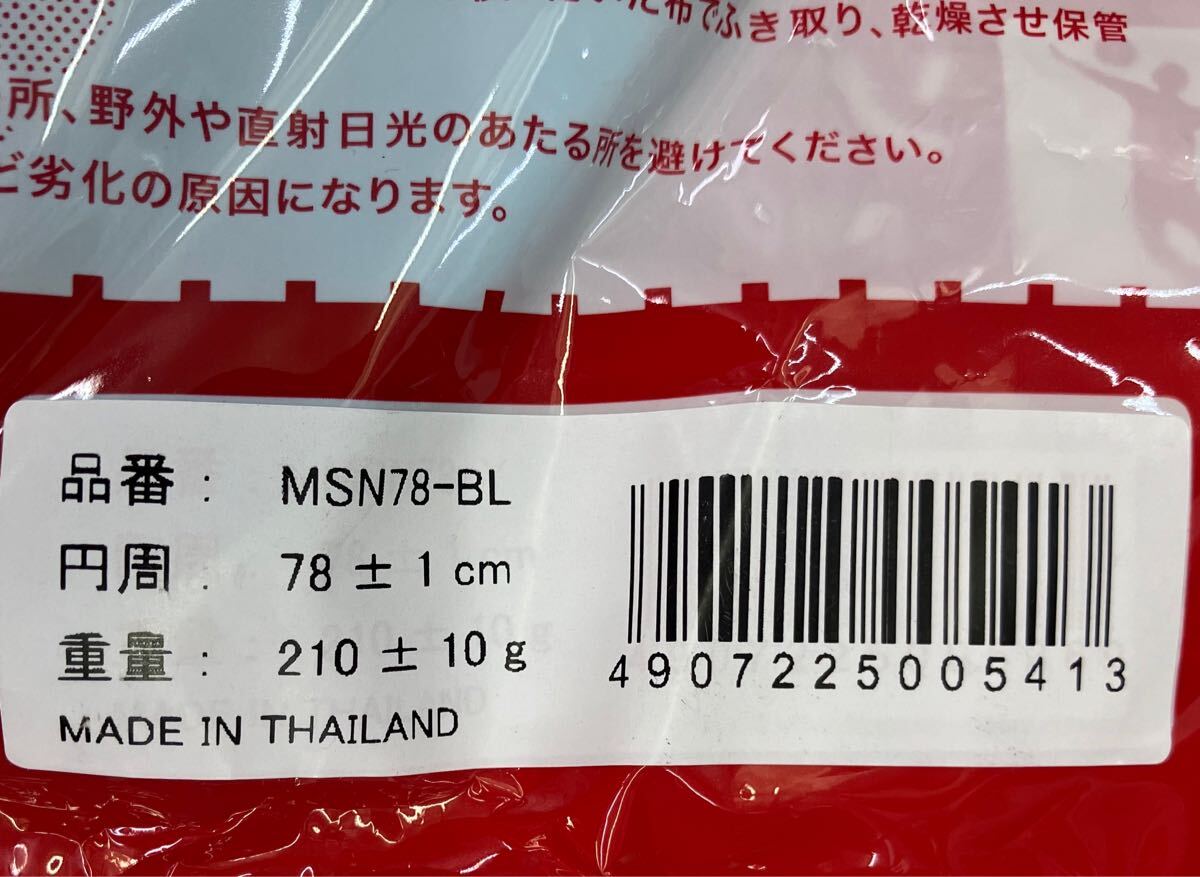 布でふき取り、乾燥させ保管
所、野外や直射日光のあたる所を避けてください。
ど劣化の原因になります。
品番 : MSN78-BL
円周 : 78 ± 1 cm
重量 : 210 ± 10 g
MADE IN THAILAND
4907225005413